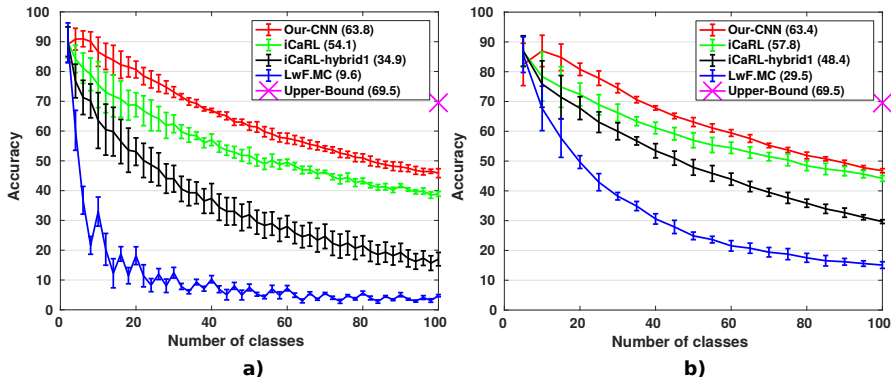 Our-CNN (63.8)
iCaRL (54.1)
iCaRL-hybrid1 (34.9)
LwF.MC (9.6)
Upper-Bound (69.5)
100
90
80
70
60
50
40
30
20
10
0
Accuracy
0 20 40 60 80 100
Number of classes
a)
Our-CNN (63.4)
iCaRL (57.8)
iCaRL-hybrid1 (48.4)
LwF.MC (29.5)
Upper-Bound (69.5)
100
90
80
70
60
50
40
30
20
10
0
Accuracy
0 20 40 60 80 100
Number of classes
b)